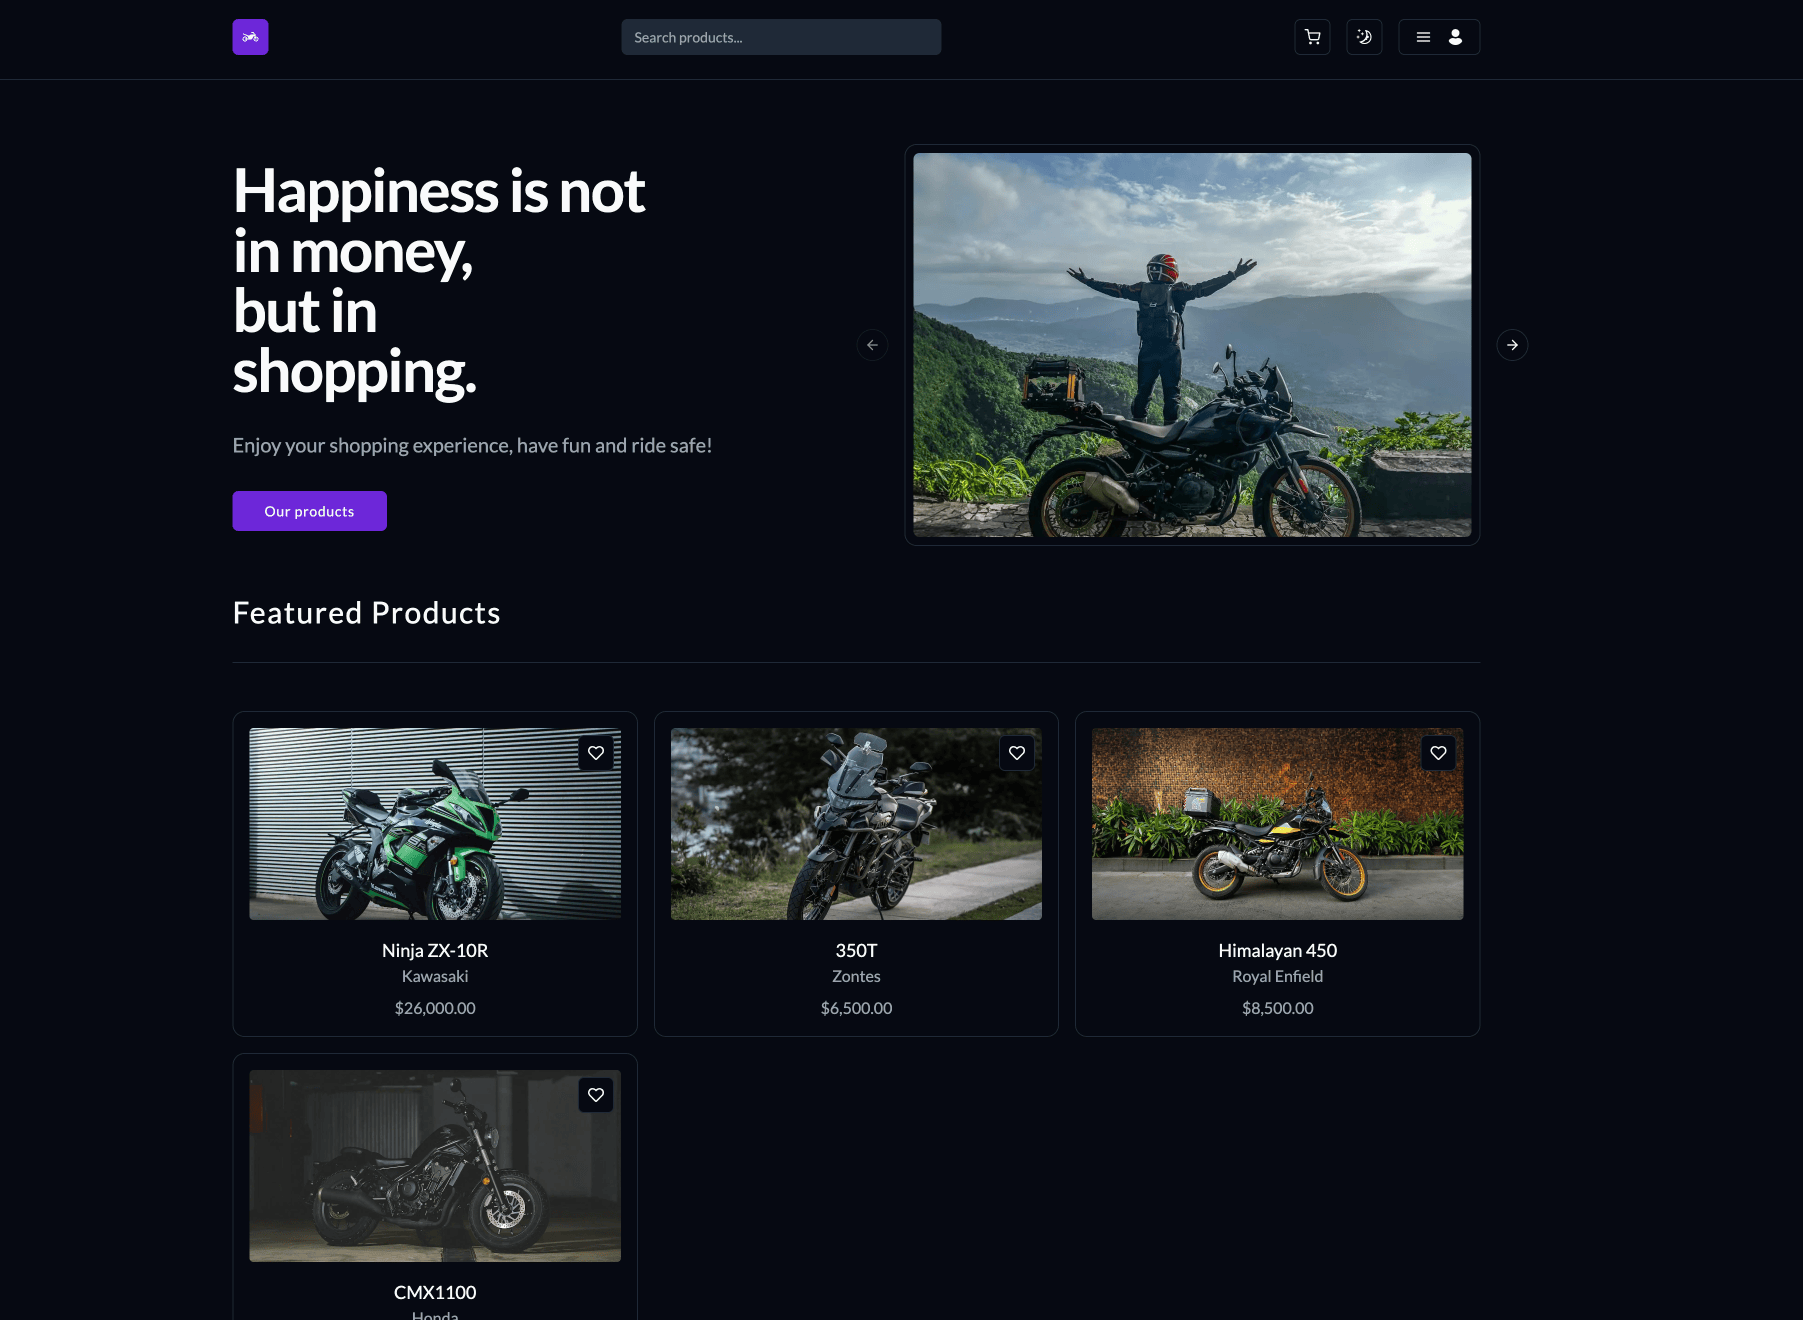 Search products...
Happiness is not
in money,
but in
shopping.
Enjoy your shopping experience, have fun and ride safe!
Our products
Featured Products
Ninja ZX-10R
Kawasaki
$26,000.00
350T
Zontes
$6,500.00
Himalayan 450
Royal Enfield
$8,500.00
CMX1100
Honda